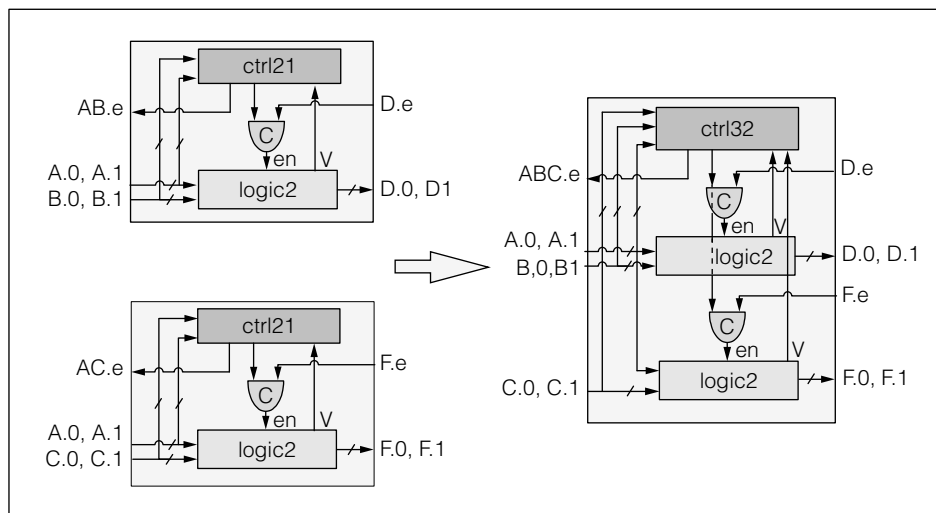 ctrl21
AB.e
D.e
C
en
V
A.0, A.1
B.0, B.1
logic2
D.0, D1
ctrl21
AC.e
F.e
C
en
V
A.0, A.1
C.0, C.1
logic2
F.0, F.1
ctrl32
ABC.e
D.e
C
en
V
A.0, A.1
B,0,B1
logic2
D.0, D.1
F.e
C
en
V
C.0, C.1
logic2
F.0, F.1